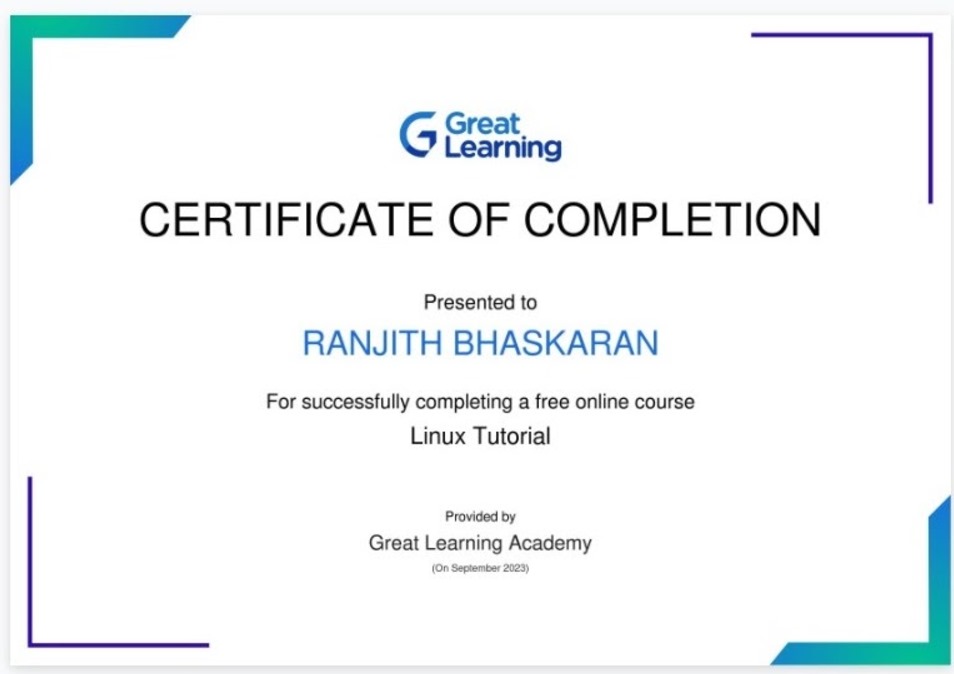 Great
Learning
CERTIFICATE OF COMPLETION
Presented to
RANJITH BHASKARAN
For successfully completing a free online course
Linux Tutorial
Provided by
Great Learning Academy
(On September 2023)